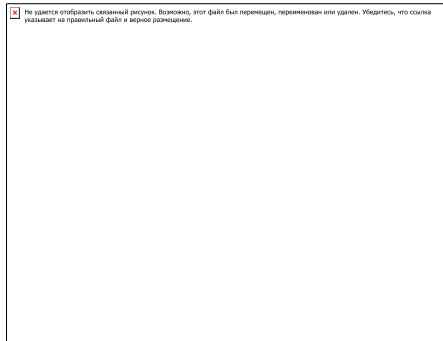 Не удается отобразить связанный рисунок. Возможно, этот файл был перемещен, переименован или удален. Убедитесь, что ссылка
указывает на правильный файл и верное размещение.